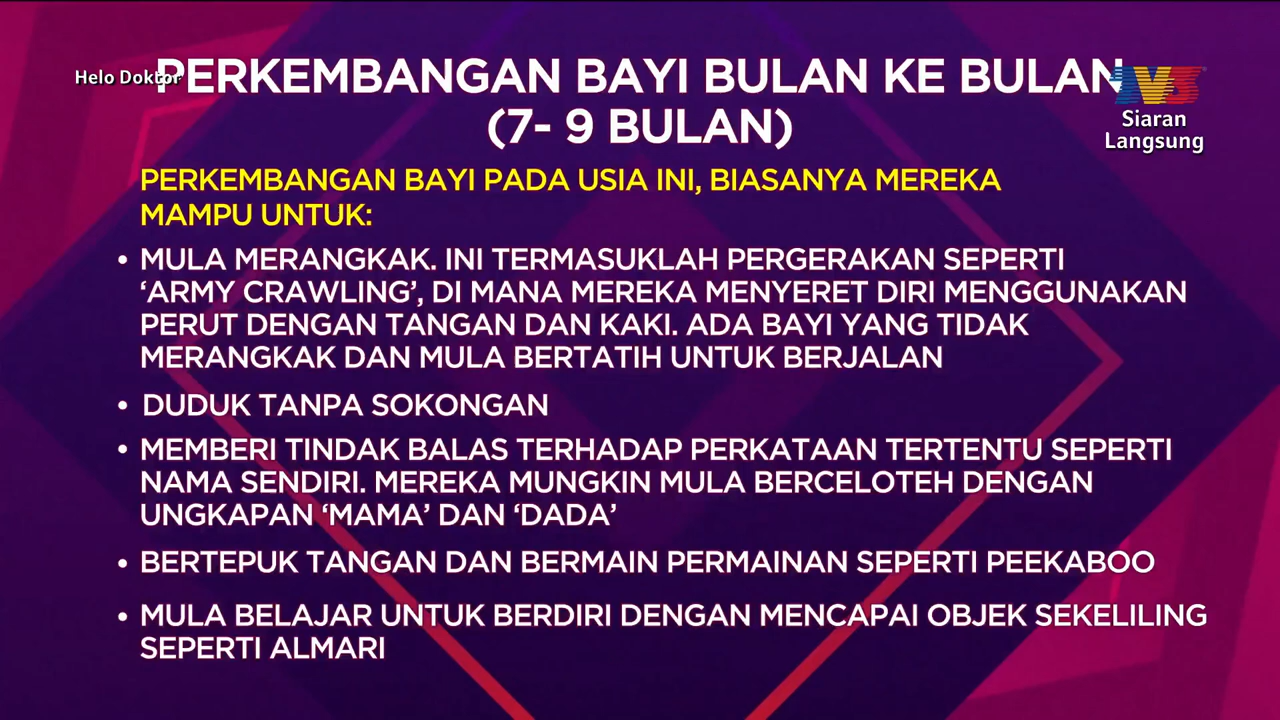 Helo Doktor
PERKEMBANGAN BAYI BULAN KE BULAN
(7- 9 BULAN)
TV3
Siaran
Langsung
PERKEMBANGAN BAYI PADA USIA INI, BIASANYA MEREKA
MAMPU UNTUK:
• MULA MERANGKAK. INI TERMASUKLAH PERGERAKAN SEPERTI
‘ARMY CRAWLING’, DI MANA MEREKA MENYERET DIRI MENGGUNAKAN
PERUT DENGAN TANGAN DAN KAKI. ADA BAYI YANG TIDAK
MERANGKAK DAN MULA BERTATIH UNTUK BERJALAN
• DUDUK TANPA SOKONGAN
• MEMBERI TINDAK BALAS TERHADAP PERKATAAN TERTENTU SEPERTI
NAMA SENDIRI. MEREKA MUNGKIN MULA BERCELOTEH DENGAN
UNGKAPAN ‘MAMA’ DAN ‘DADA’
• BERTEPUK TANGAN DAN BERMAIN PERMAINAN SEPERTI PEEKABOO
• MULA BELAJAR UNTUK BERDIRI DENGAN MENCAPAI OBJEK SEKELILING
SEPERTI ALMARI